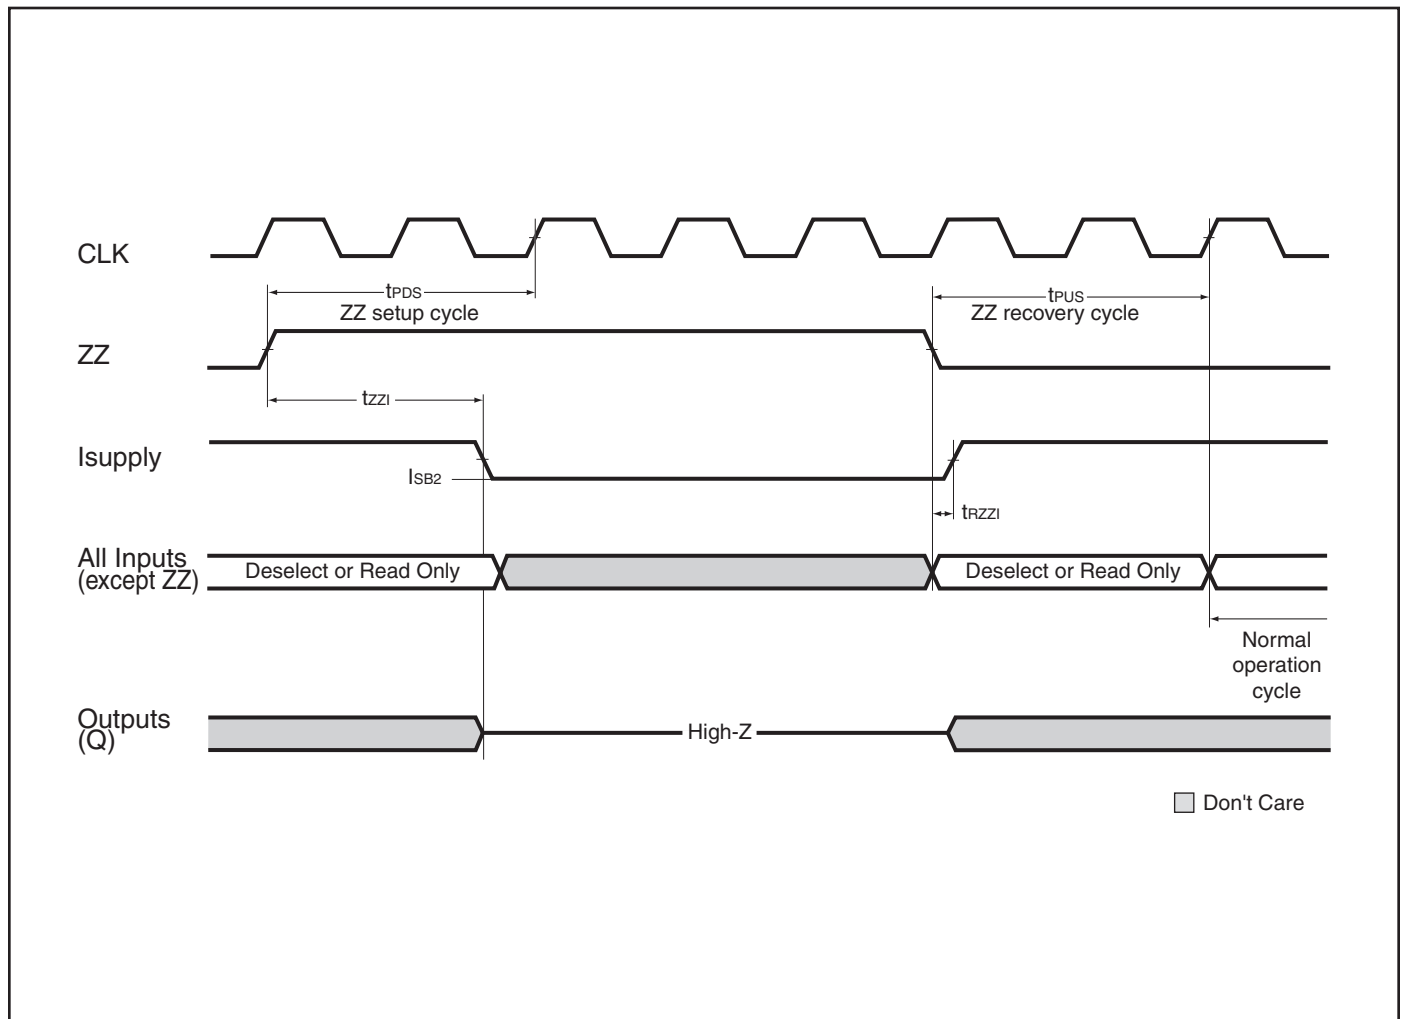 CLK
tPDS
ZZ setup cycle
tPUS
ZZ recovery cycle
ZZ
tZZI
Isupply
ISB2
tRZZI
All Inputs
(except ZZ)
Deselect or Read Only
Deselect or Read Only
Normal
operation
cycle
Outputs
(Q)
High-Z
Don't Care